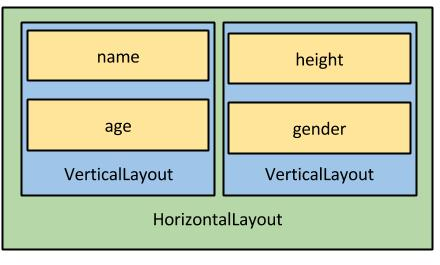 name
age
VerticalLayout
height
gender
VerticalLayout
HorizontalLayout